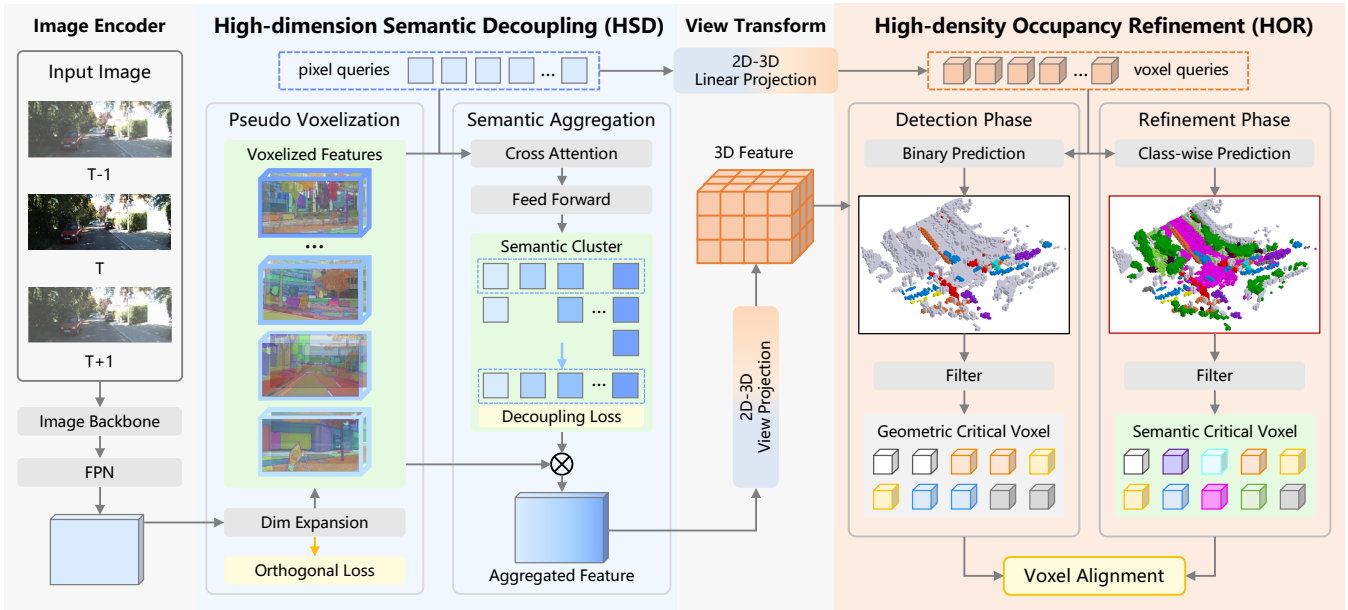 Image Encoder
Input Image
T-1
T
T+1
Image Backbone
FPN
High-dimension Semantic Decoupling (HSD)
pixel queries
...
Pseudo Voxelization
Voxelized Features
...
Dim Expansion
Orthogonal Loss
Semantic Aggregation
Cross Attention
Feed Forward
Semantic Cluster
...
...
...
Decoupling Loss
Aggregated Feature
View Transform
2D-3D
Linear Projection
3D Feature
2D-3D
View Projection
High-density Occupancy Refinement (HOR)
...
voxel queries
Detection Phase
Binary Prediction
Filter
Geometric Critical Voxel
Refinement Phase
Class-wise Prediction
Filter
Semantic Critical Voxel
Voxel Alignment